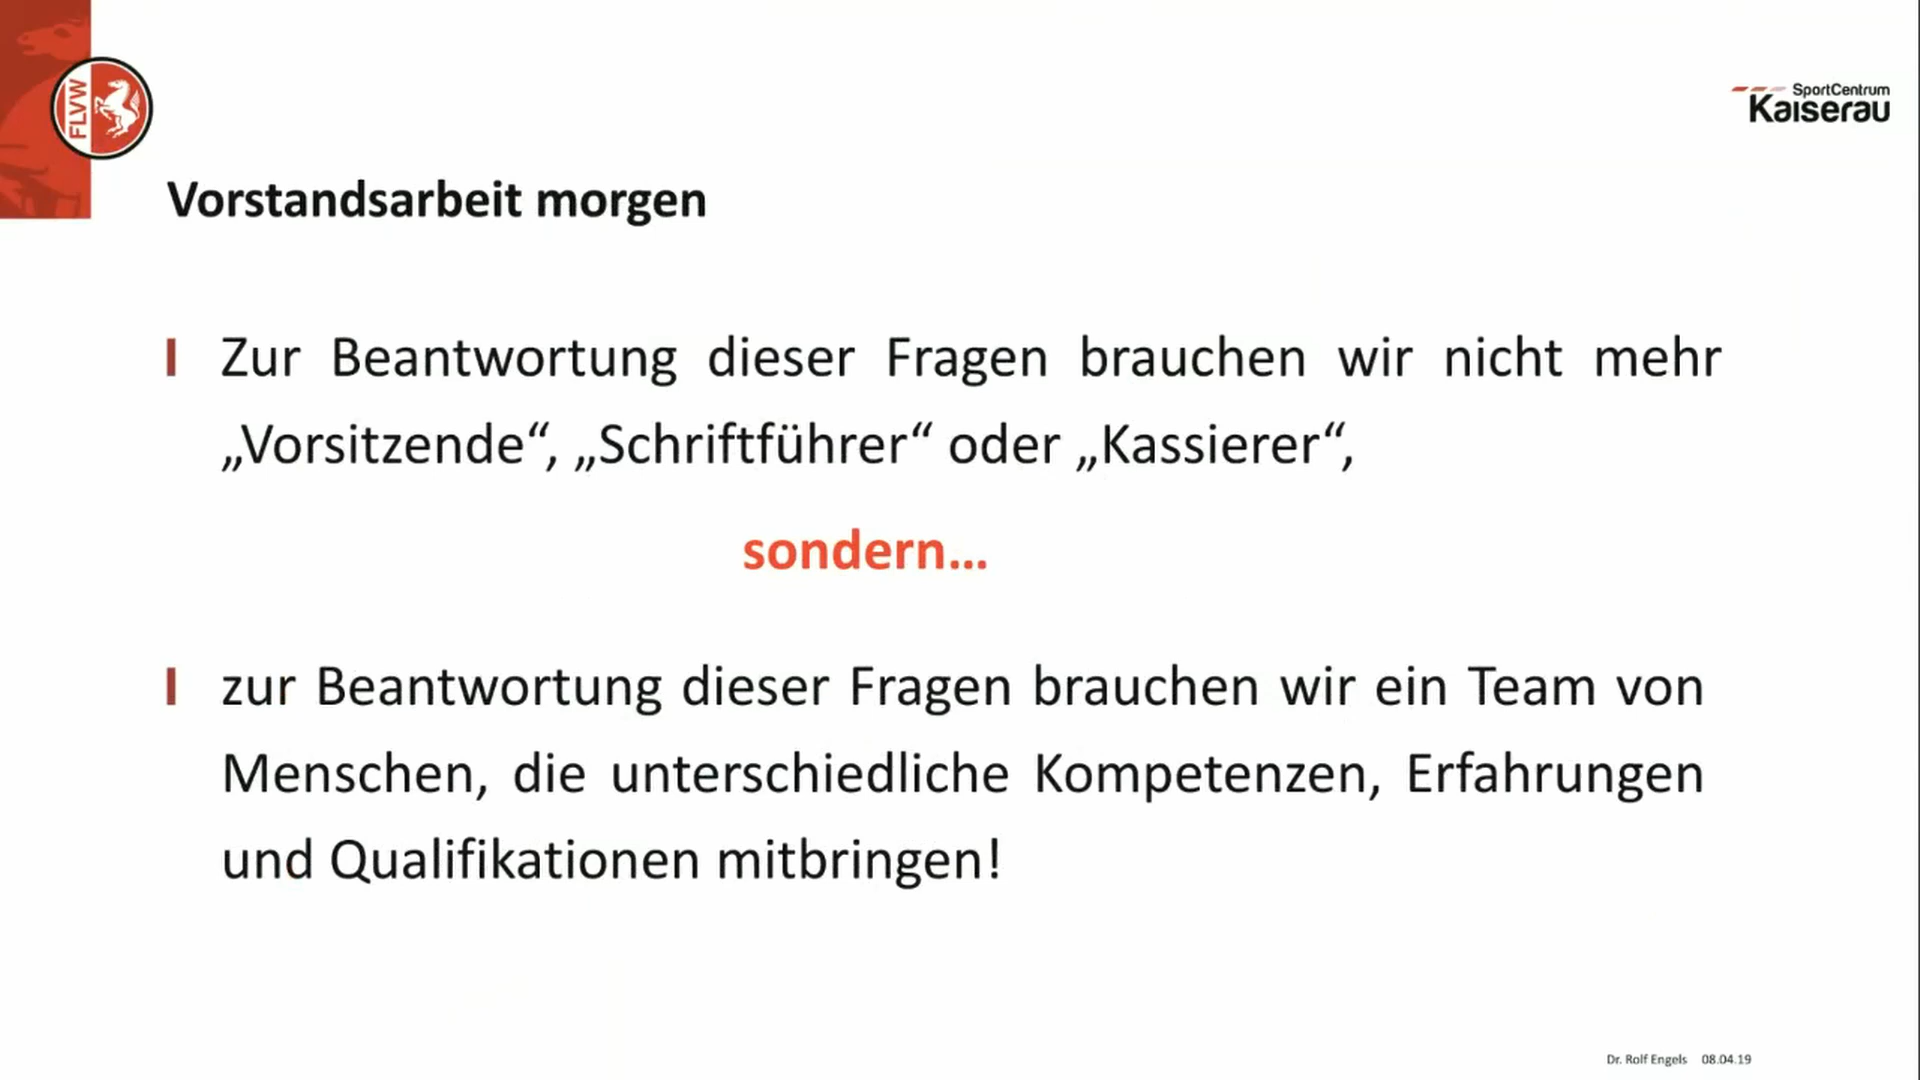 FLVW
SportCentrum
Kaiserau
Vorstandsarbeit morgen
Zur Beantwortung dieser Fragen brauchen wir nicht mehr
„Vorsitzende“, „Schriftführer“ oder „Kassierer“,
sondern...
zur Beantwortung dieser Fragen brauchen wir ein Team von
Menschen, die unterschiedliche Kompetenzen, Erfahrungen
und Qualifikationen mitbringen!
Dr. Rolf Engels 08.04.19